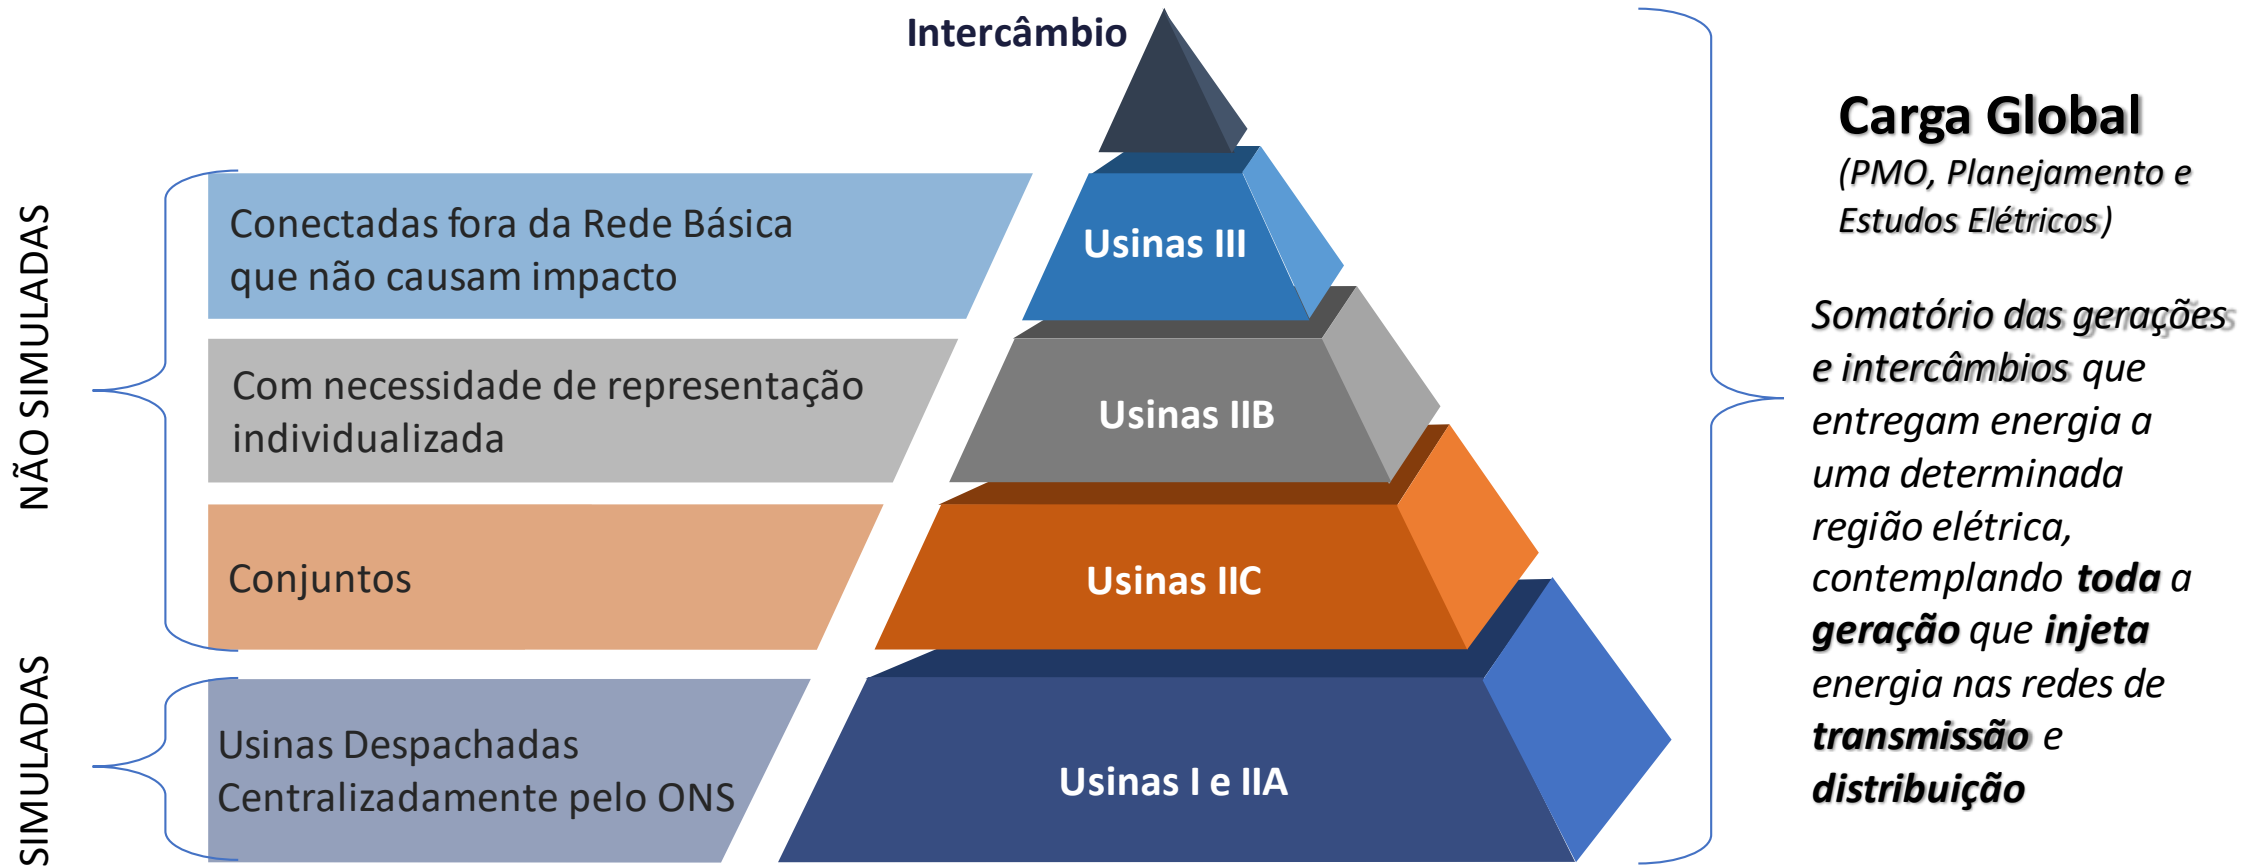 Intercâmbio
NÃO SIMULADAS
Conectadas fora da Rede Básica
que não causam impacto
Usinas III
Com necessidade de representação
individualizada
Usinas IIB
Conjuntos
Usinas IIC
SIMULADAS
Usinas Despachadas
Centralizadamente pelo ONS
Usinas I e IIA
Carga Global
(PMO, Planejamento e
Estudos Elétricos)
Somatório das gerações
e intercâmbios que
entregam energia a
uma determinada
região elétrica,
contemplando toda a
geração que injeta
energia nas redes de
transmissão e
distribuição